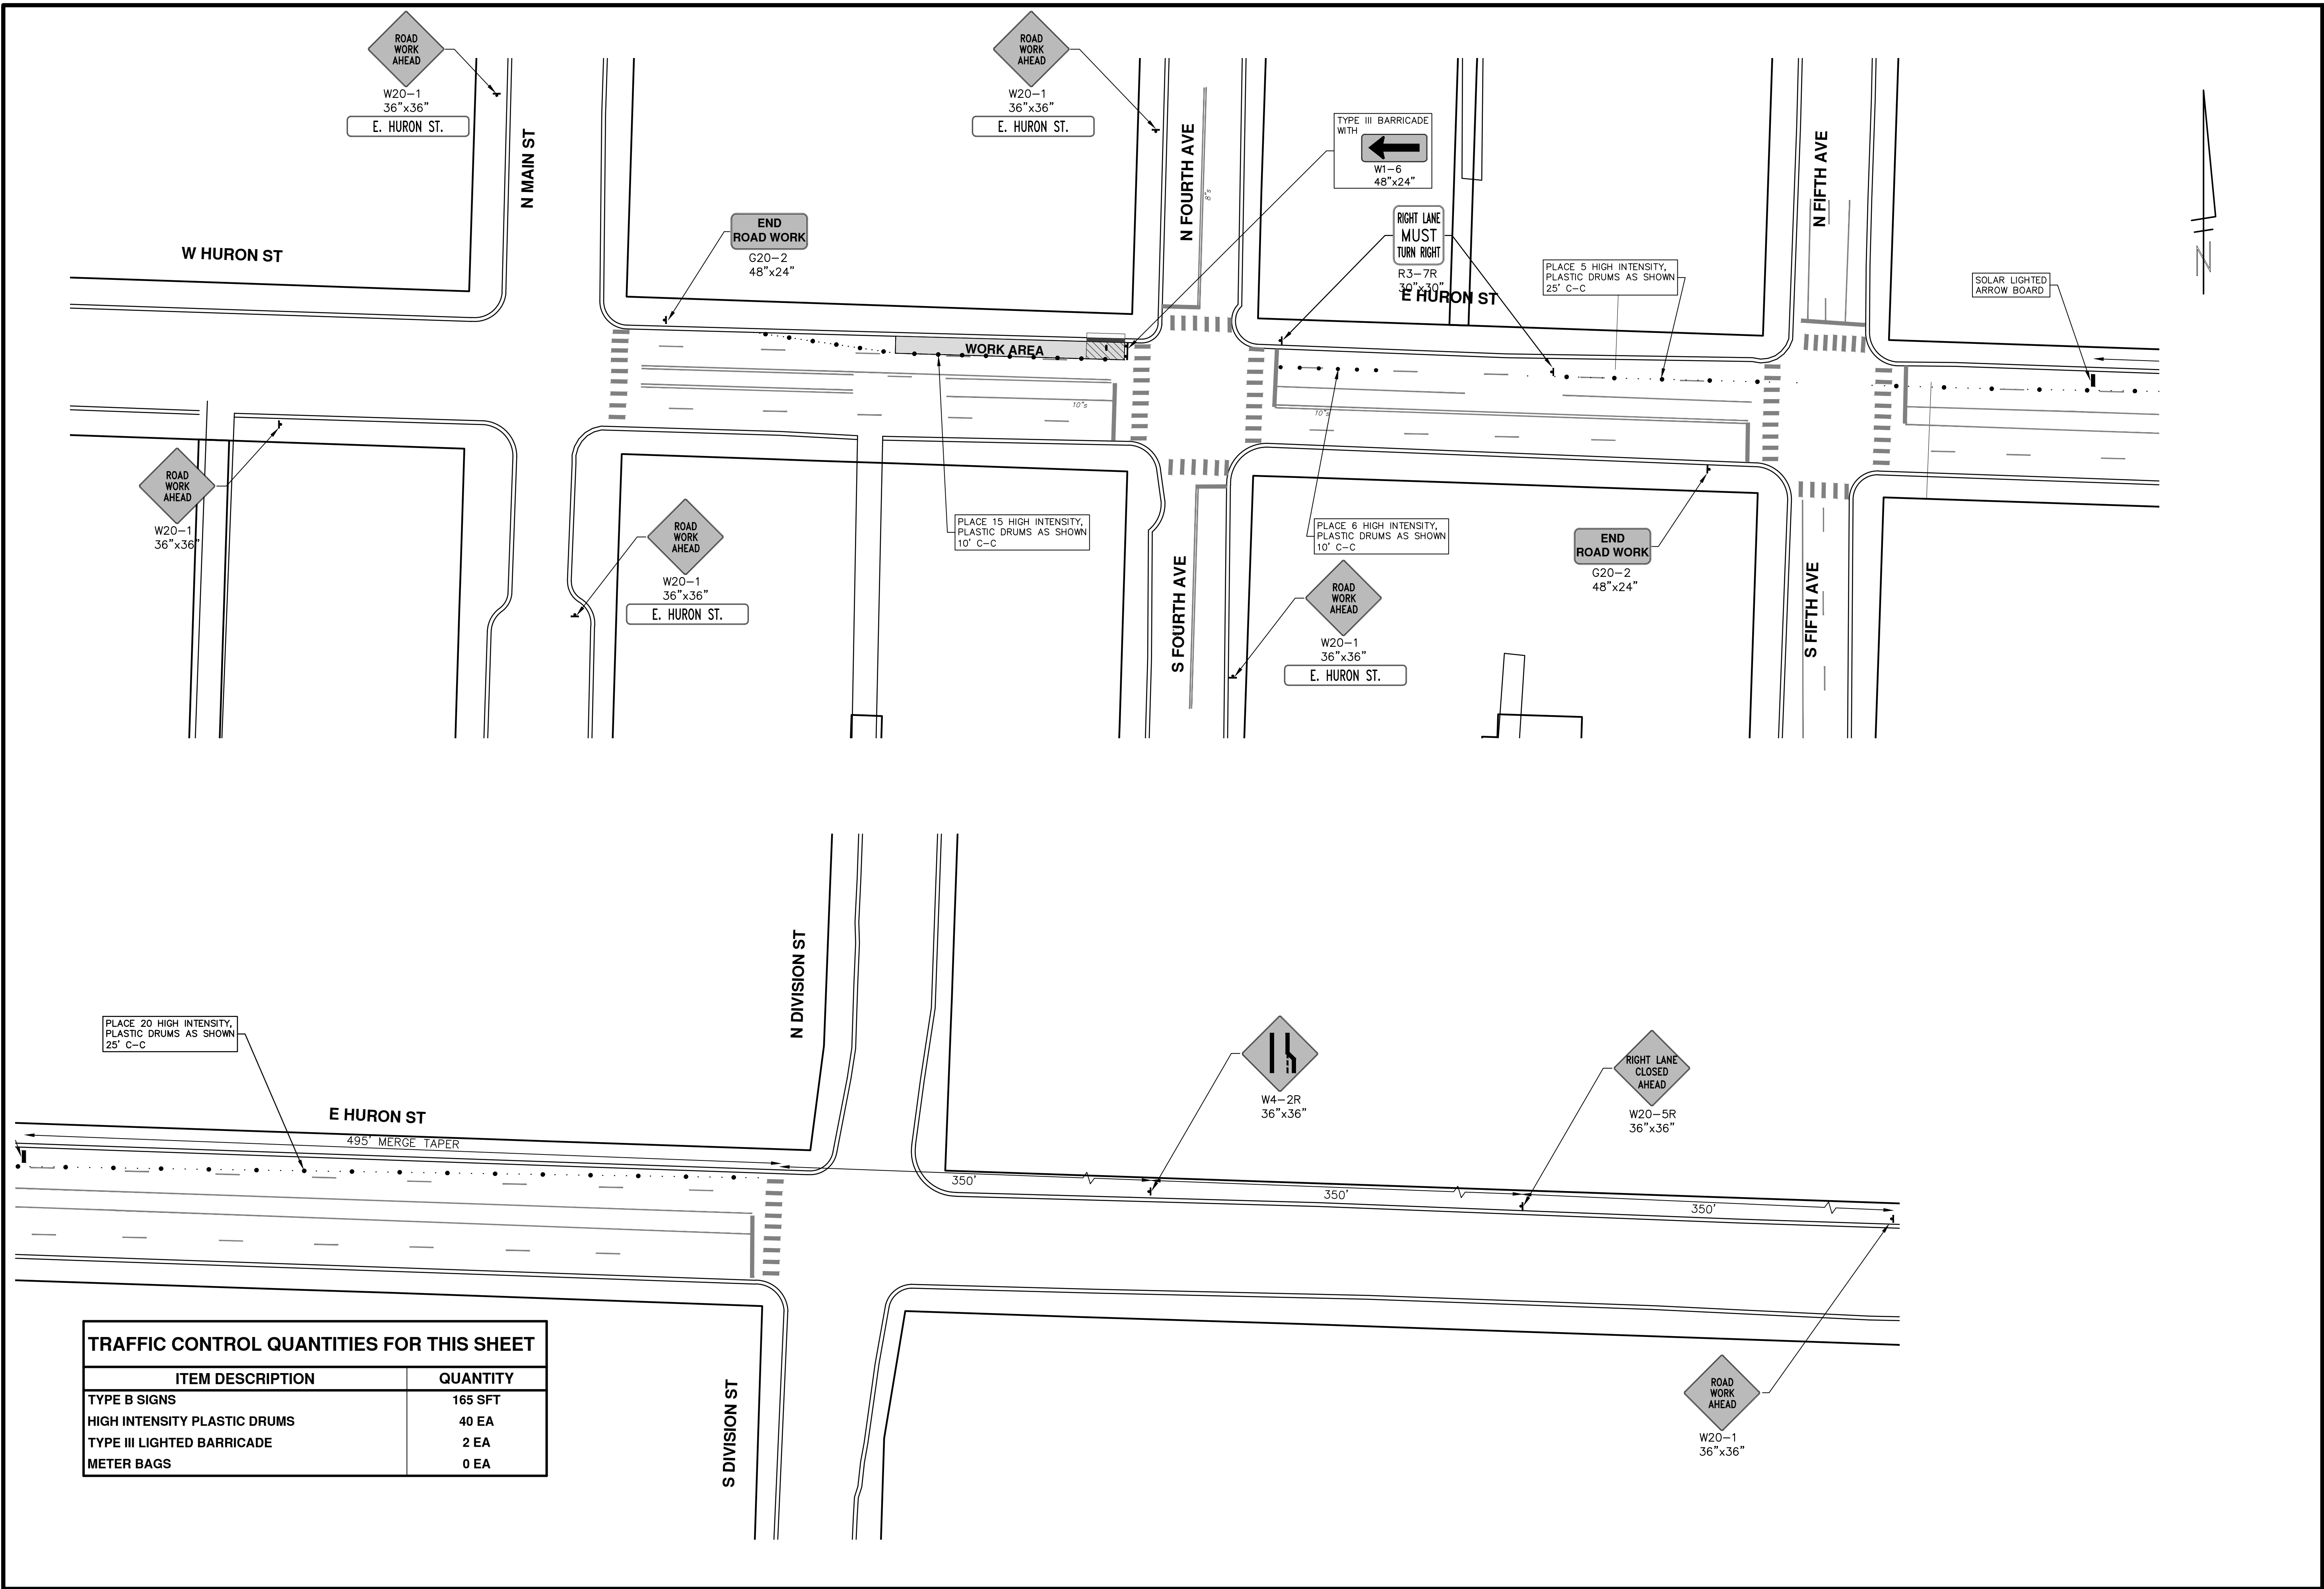 ROAD
WORK
AHEAD
W20-1
36"x36"
E. HURON ST.
N MAIN ST
ROAD
WORK
AHEAD
W20-1
36"x36"
E. HURON ST.
N FOURTH AVE
8"s
TYPE III BARRICADE
WITH
W1-6
48"x24"
N FIFTH AVE
N
W HURON ST
END
ROAD WORK
G20-2
48"x24"
RIGHT LANE
MUST
TURN RIGHT
R3-7R
30"x30"
E HURON ST
PLACE 5 HIGH INTENSITY,
PLASTIC DRUMS AS SHOWN
25' C-C
SOLAR LIGHTED
ARROW BOARD
WORK AREA
10"s
10"s
ROAD
WORK
AHEAD
W20-1
36"x36"
ROAD
WORK
AHEAD
W20-1
36"x36"
E. HURON ST.
PLACE 15 HIGH INTENSITY,
PLASTIC DRUMS AS SHOWN
10' C-C
S FOURTH AVE
PLACE 6 HIGH INTENSITY,
PLASTIC DRUMS AS SHOWN
10' C-C
ROAD
WORK
AHEAD
W20-1
36"x36"
E. HURON ST.
END
ROAD WORK
G20-2
48"x24"
S FIFTH AVE
PLACE 20 HIGH INTENSITY,
PLASTIC DRUMS AS SHOWN
25' C-C
N DIVISION ST
E HURON ST
495' MERGE TAPER
W4-2R
36"x36"
RIGHT LANE
CLOSED
AHEAD
W20-5R
36"x36"
350'
350'
350'
ROAD
WORK
AHEAD
W20-1
36"x36"
S DIVISION ST
TRAFFIC CONTROL QUANTITIES FOR THIS SHEET
ITEM DESCRIPTION QUANTITY
TYPE B SIGNS 165 SFT
HIGH INTENSITY PLASTIC DRUMS 40 EA
TYPE III LIGHTED BARRICADE 2 EA
METER BAGS 0 EA